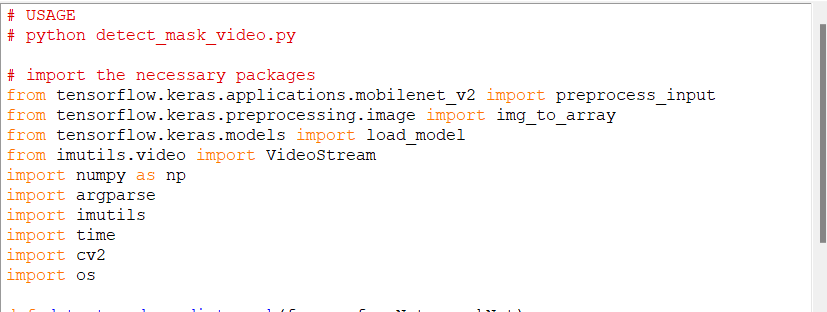 # USAGE
# python detect_mask_video.py

# import the necessary packages
from tensorflow.keras.applications.mobilenet_v2 import preprocess_input
from tensorflow.keras.preprocessing.image import img_to_array
from tensorflow.keras.models import load_model
from imutils.video import VideoStream
import numpy as np
import argparse
import imutils
import time
import cv2
import os